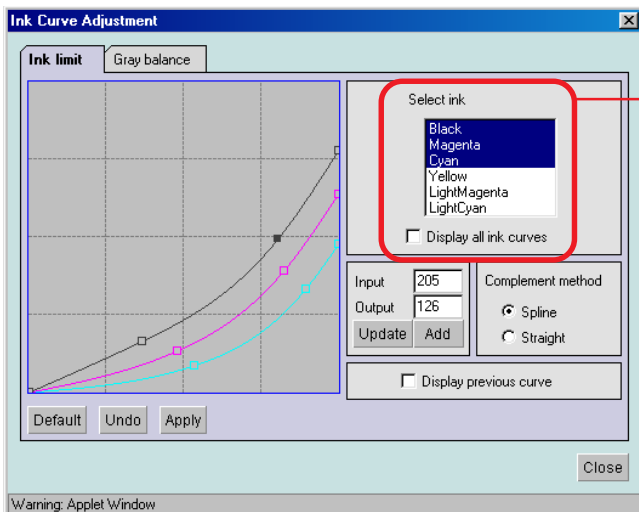 Ink Curve Adjustment
Ink limit
Gray balance
Select ink
Black
Magenta
Cyan
Yellow
LightMagenta
LightCyan
Display all ink curves
Input 205
Output 126
Update Add
Complement method
Spline
Straight
Display previous curve
Default Undo Apply
Close
Warning: Applet Window